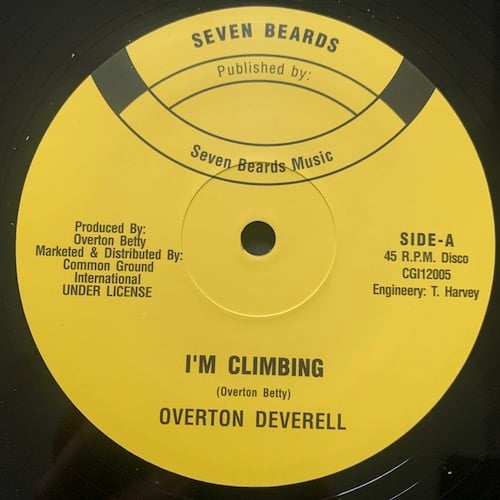 SEVEN BEARDS
Published by:
Seven Beards Music
Produced By:
Overton Betty
Marketed & Distributed By:
Common Ground
International
UNDER LICENSE
SIDE-A
45 R.P.M. Disco
CGI12005
Engineery: T. Harvey
I'M CLIMBING
(Overton Betty)
OVERTON DEVERELL